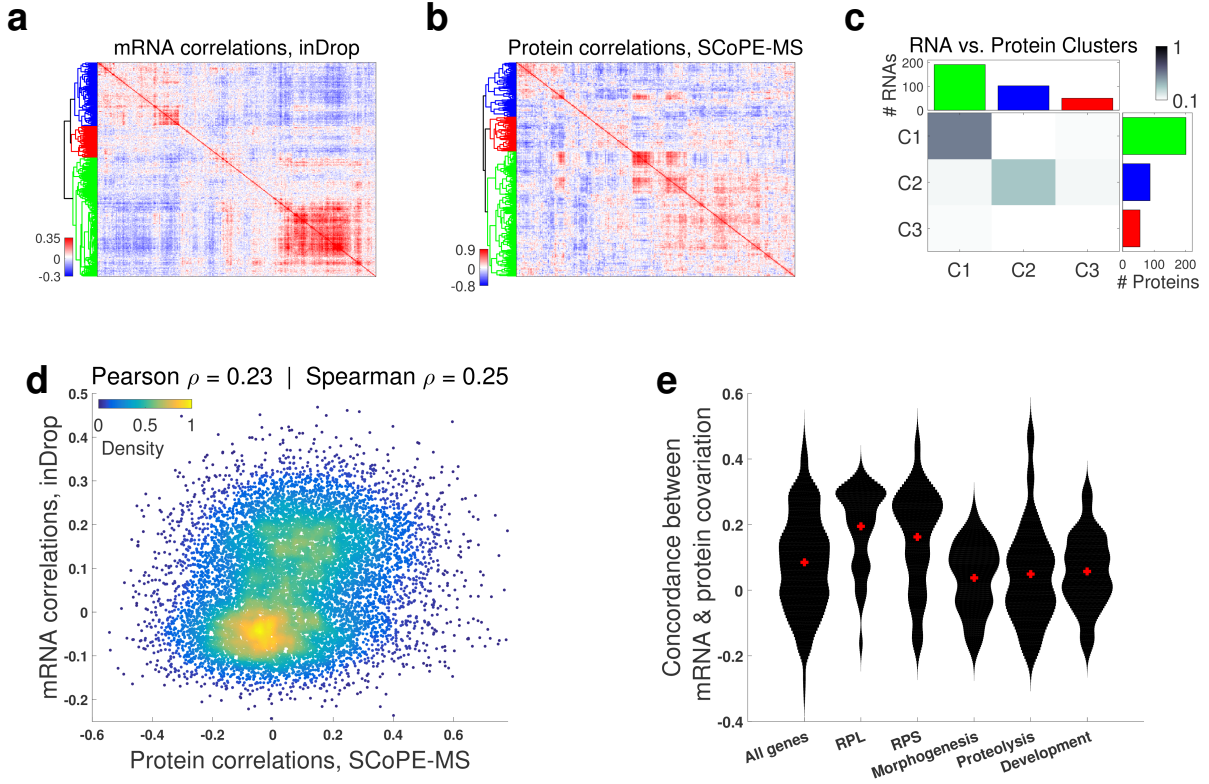 a
mRNA correlations, inDrop
0.35
0
-0.3
b
Protein correlations, SCoPE-MS
0.9
0
-0.8
c
RNA vs. Protein Clusters
1
0.1
# RNAs
200
100
0
C1
C2
C3
C1
C2
C3
0
100
200
# Proteins
d
Pearson ρ = 0.23 | Spearman ρ = 0.25
0
0.5
1
Density
mRNA correlations, inDrop
0.5
0.4
0.3
0.2
0.1
0
-0.1
-0.2
-0.6
-0.4
-0.2
0
0.2
0.4
0.6
Protein correlations, SCoPE-MS
e
Concordance between
mRNA & protein covariation
0.6
0.4
0.2
0
-0.2
-0.4
All genes
RPL
RPS
Morphogenesis
Proteolysis
Development